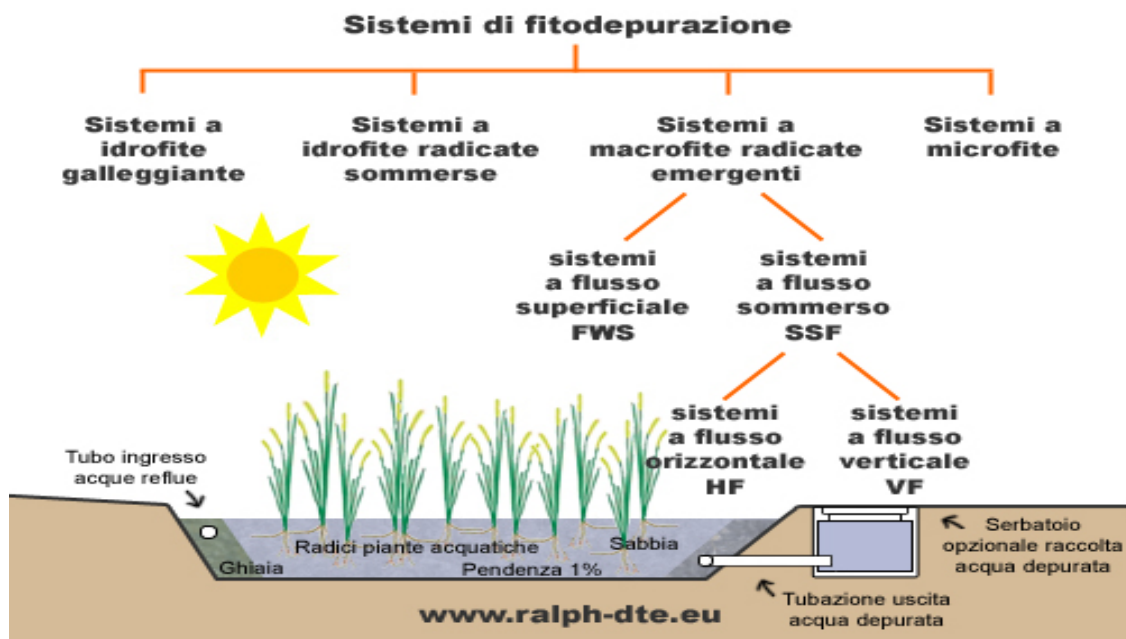 Sistemi di fitodepurazione
Sistemi a
idrofite
galleggiante
Sistemi a
idrofite radicate
sommerse
Sistemi a
macrofite radicate
emergenti
Sistemi a
microfite
sistemi
a flusso
superficiale
FWS
sistemi
a flusso
sommerso
SSF
sistemi
a flusso
orizzontale
HF
sistemi
a flusso
verticale
VF
Tubo ingresso
acque reflue
Ghiaia
Radici piante acquatiche
Sabbia
Pendenza 1%
Serbatoio
opzionale raccolta
acqua depurata
Tubazione uscita
acqua depurata
www.ralph-dte.eu